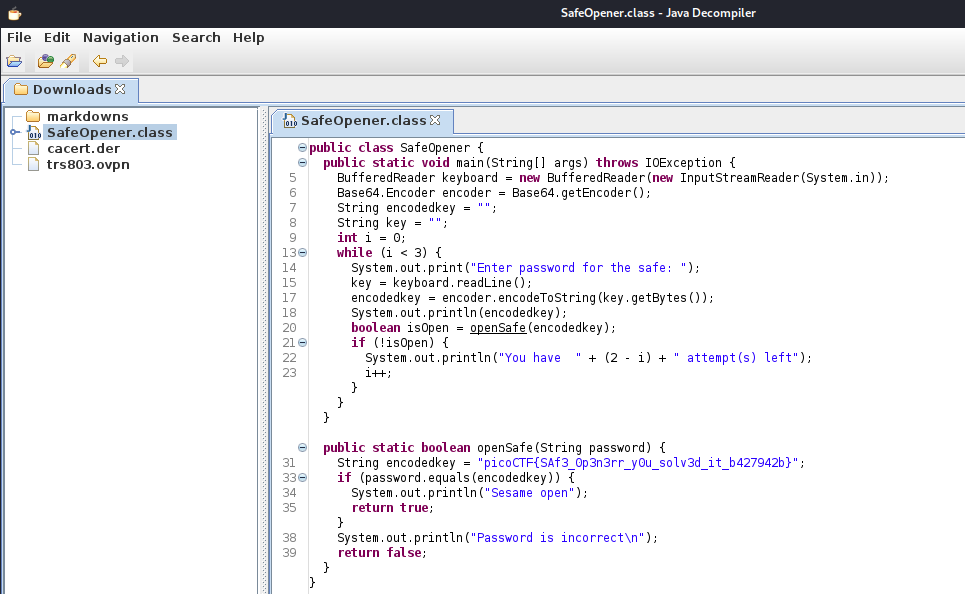 SafeOpener.class - Java Decompiler
File Edit Navigation Search Help
Downloads
markdowns
SafeOpener.class
cacert.der
trs803.ovpn
SafeOpener.class
public class SafeOpener {
public static void main(String[] args) throws IOException {
5 BufferedReader keyboard = new BufferedReader(new InputStreamReader(System.in));
6 Base64.Encoder encoder = Base64.getEncoder();
7 String encodedkey = "";
8 String key = "";
9 int i = 0;
13 while (i < 3) {
14 System.out.print("Enter password for the safe: ");
15 key = keyboard.readLine();
17 encodedkey = encoder.encodeToString(key.getBytes());
18 System.out.println(encodedkey);
20 boolean isOpen = openSafe(encodedkey);
21 if (!isOpen) {
22 System.out.println("You have  " + (2 - i) + " attempt(s) left");
23 i++;
}
}
}
public static boolean openSafe(String password) {
31 String encodedkey = "picoCTF{SAf3_0p3n3rr_y0u_solv3d_it_b427942b}";
33 if (password.equals(encodedkey)) {
34 System.out.println("Sesame open");
35 return true;
}
38 System.out.println("Password is incorrect\n");
39 return false;
}
}